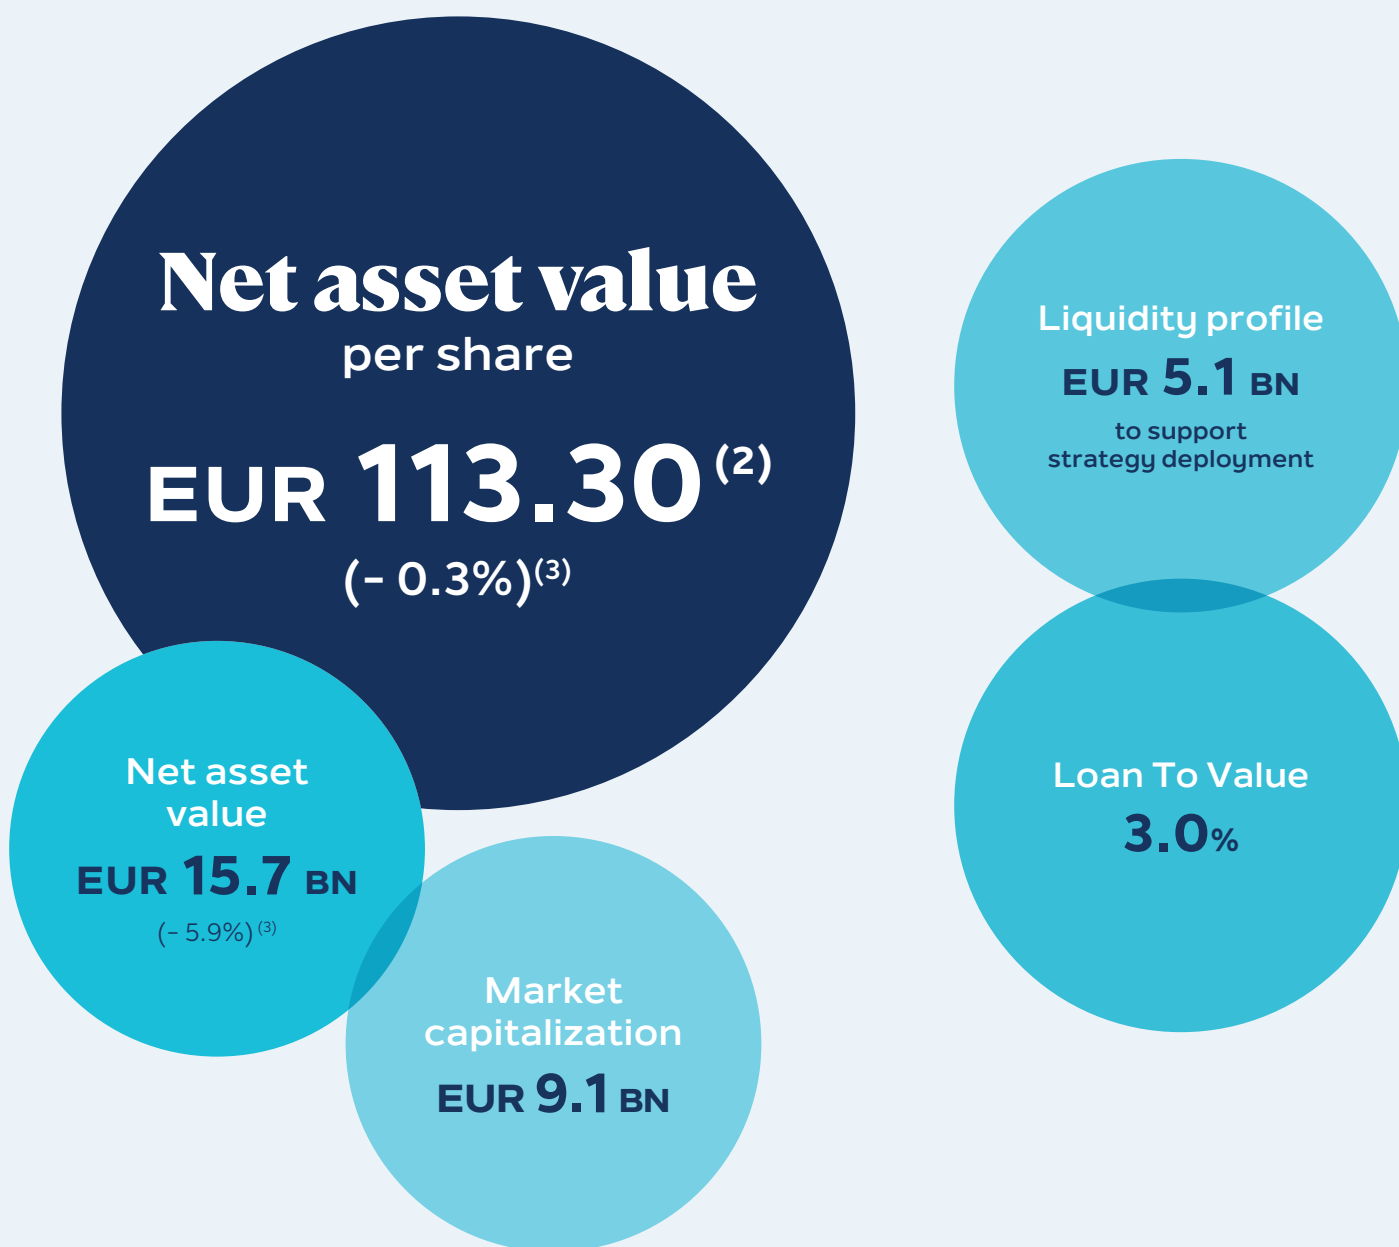 Net asset value
per share
EUR 113.30 (2)
(- 0.3%)(3)
Net asset
value
EUR 15.7 BN
(- 5.9%) (3)
Market
capitalization
EUR 9.1 BN
Liquidity profile
EUR 5.1 BN
to support
strategy deployment
Loan To Value
3.0%